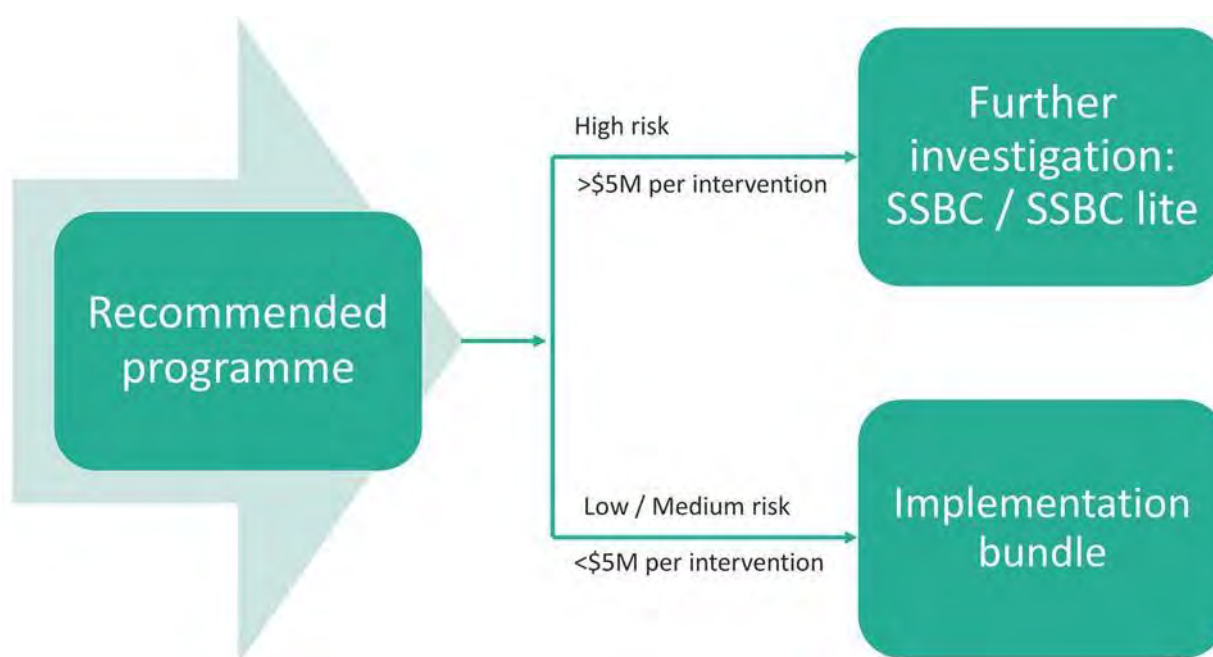 Recommended
programme
High risk
>$5M per intervention
Further
investigation:
SSBC / SSBC lite
Low / Medium risk
<$5M per intervention
Implementation
bundle